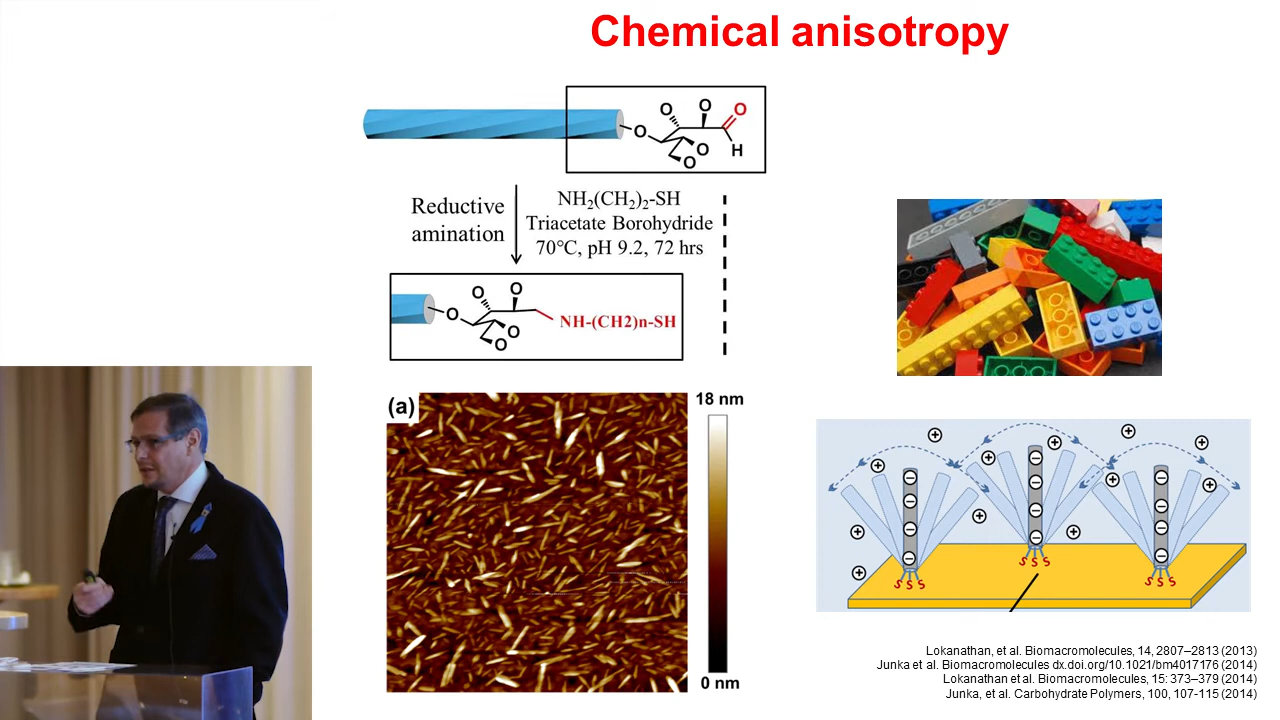 Chemical anisotropy
O
O
O
O
O
O
H
Reductive
amination
NH₂(CH₂)₂-SH
Triacetate Borohydride
70°C, pH 9.2, 72 hrs
O
O
O
O
O
NH-(CH2)n-SH
(a)
18 nm
0 nm
S S S
S S S
S S S
Lokanathan, et al. Biomacromolecules, 14, 2807–2813 (2013)
Junka et al. Biomacromolecules dx.doi.org/10.1021/bm4017176 (2014)
Lokanathan et al. Biomacromolecules, 15: 373–379 (2014)
Junka, et al. Carbohydrate Polymers, 100, 107-115 (2014)